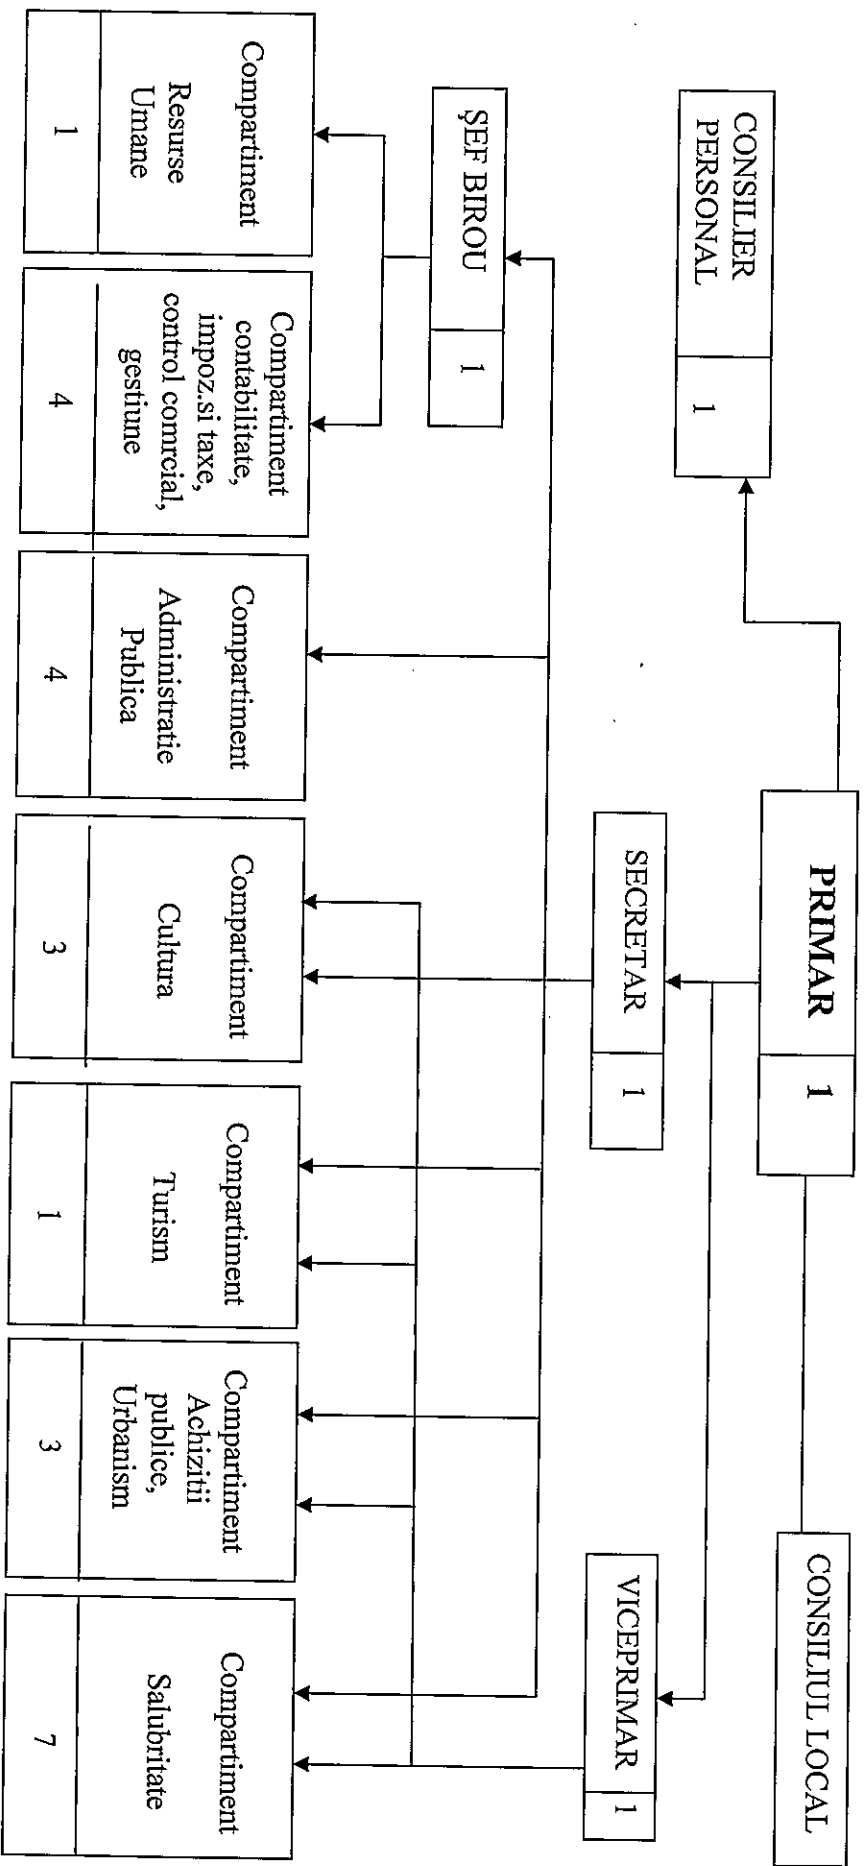 PRIMAR
1
CONSILIUL LOCAL
CONSILIER
PERSONAL
1
SECRETAR
1
VICEPRIMAR
1
ŞEF BIROU
1
Compartiment
Resurse
Umane
1
Compartiment
contabilitate,
impoz.si taxe,
control comrcial,
gestiune
4
Compartiment
Administratie
Publica
4
Compartiment
Cultura
3
Compartiment
Turism
1
Compartiment
Achizitii
publice,
Urbanism
3
Compartiment
Salubritate
7